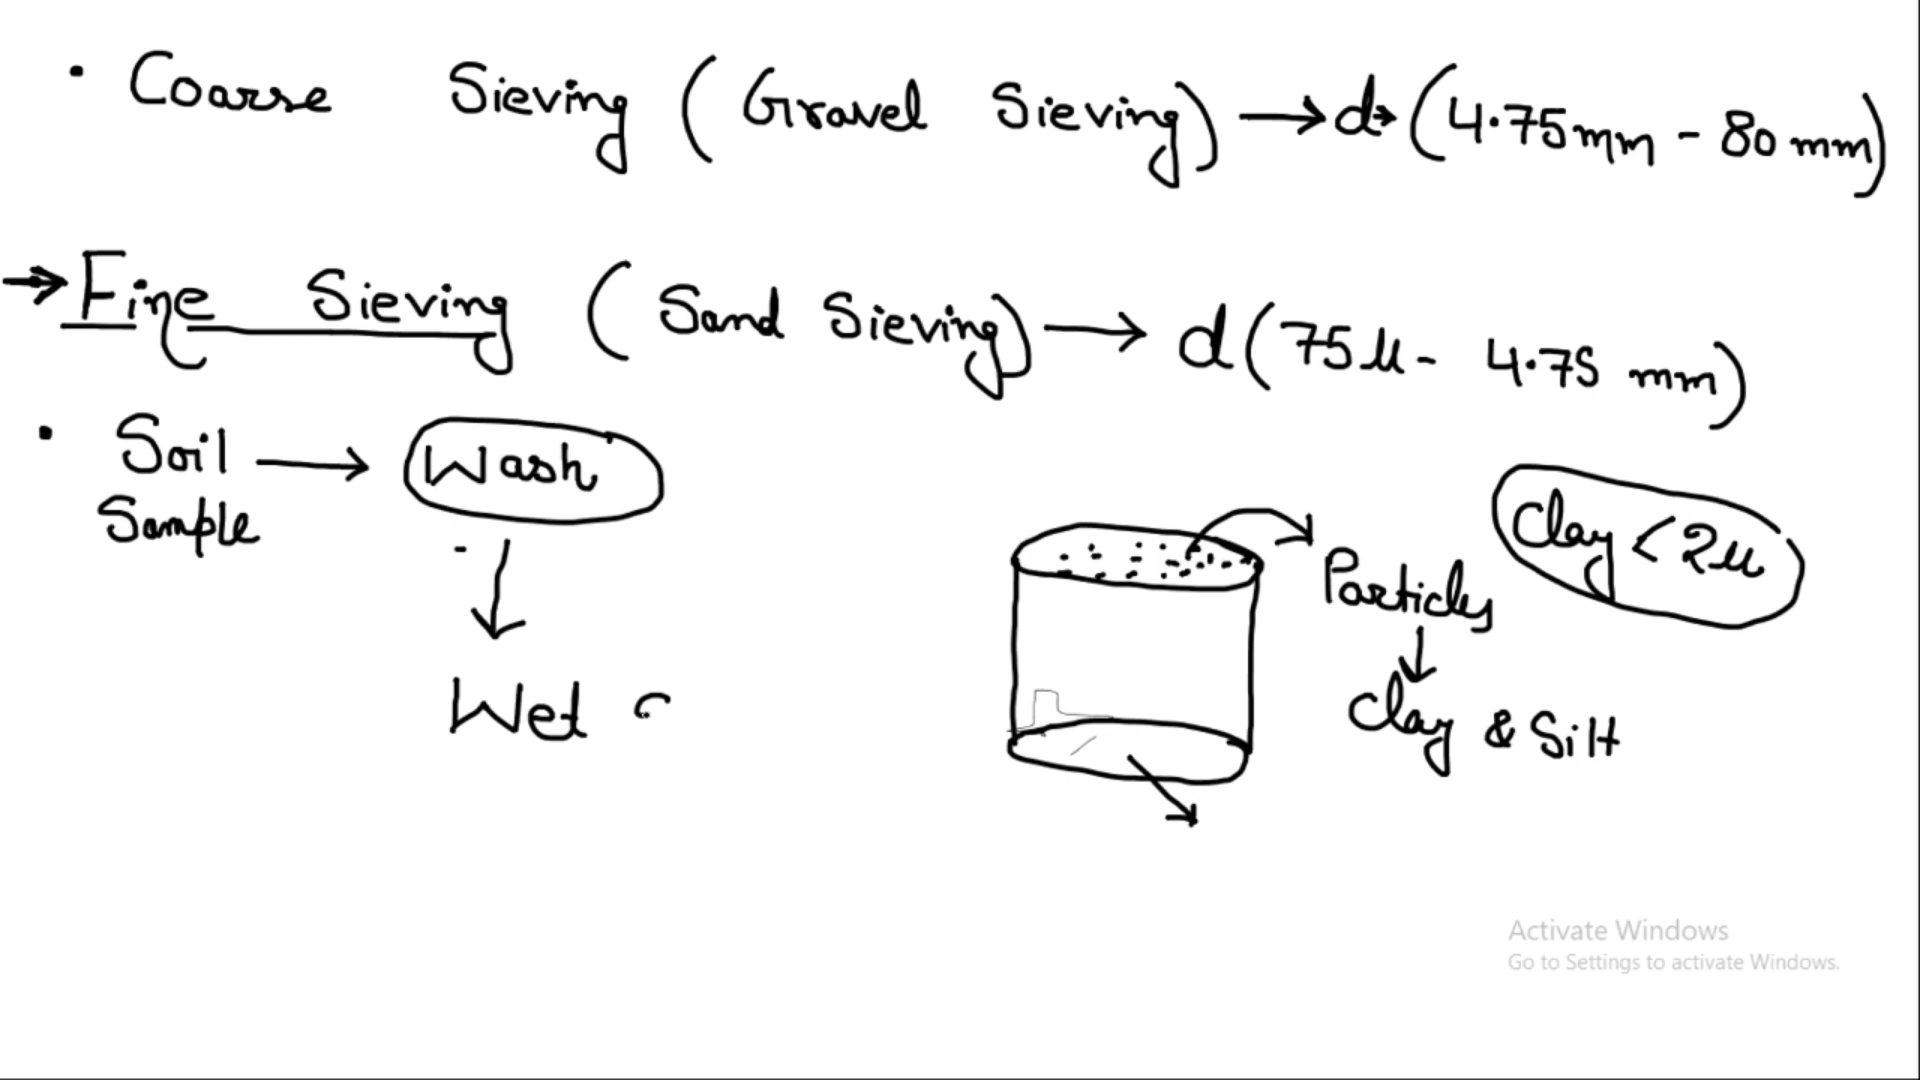 • Coarse Sieving (Gravel Sieving) → d → (4.75mm - 80mm)
→ Fine Sieving (Sand Sieving) → d (75μ - 4.75 mm)
• Soil → Wash
Sample
Clay < 2μ
Particles
Clay & Silt
Wet
Activate Windows
Go to Settings to activate Windows.